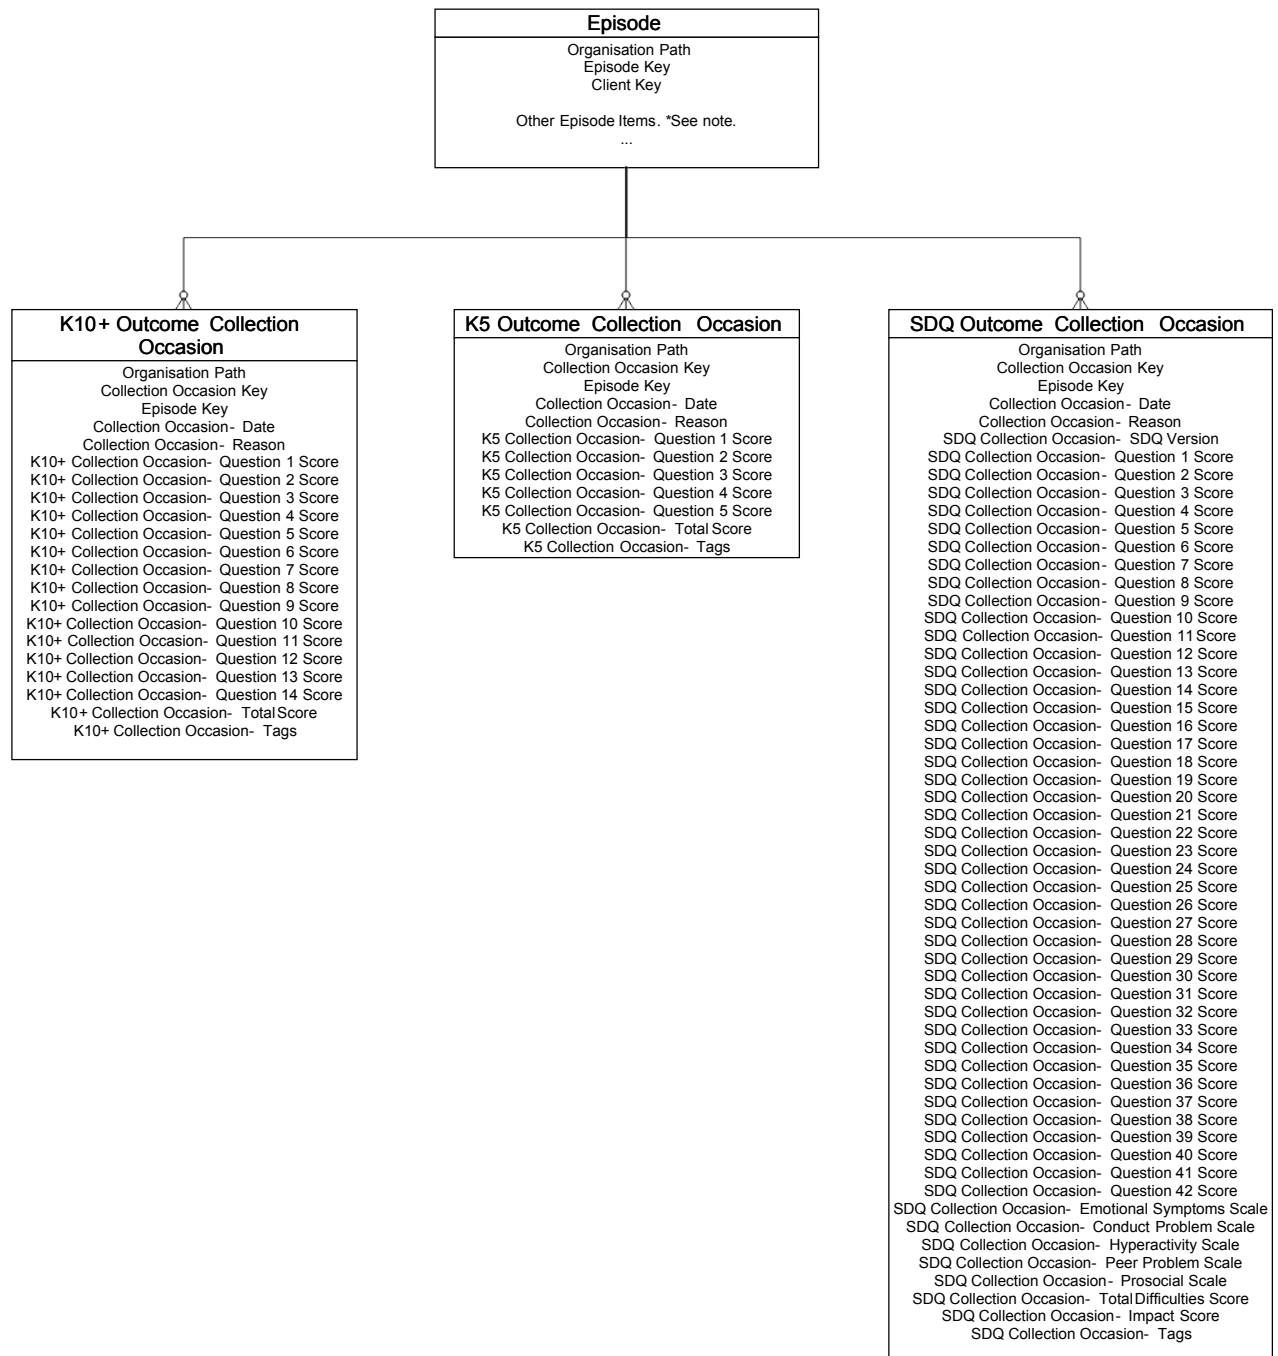 Episode
Organisation Path
Episode Key
Client Key
Other Episode Items. *See note.
...
K10+ Outcome Collection
Occasion
Organisation Path
Collection Occasion Key
Episode Key
Collection Occasion- Date
Collection Occasion- Reason
K10+ Collection Occasion- Question 1 Score
K10+ Collection Occasion- Question 2 Score
K10+ Collection Occasion- Question 3 Score
K10+ Collection Occasion- Question 4 Score
K10+ Collection Occasion- Question 5 Score
K10+ Collection Occasion- Question 6 Score
K10+ Collection Occasion- Question 7 Score
K10+ Collection Occasion- Question 8 Score
K10+ Collection Occasion- Question 9 Score
K10+ Collection Occasion- Question 10 Score
K10+ Collection Occasion- Question 11 Score
K10+ Collection Occasion- Question 12 Score
K10+ Collection Occasion- Question 13 Score
K10+ Collection Occasion- Question 14 Score
K10+ Collection Occasion- Total Score
K10+ Collection Occasion- Tags
K5 Outcome Collection Occasion
Organisation Path
Collection Occasion Key
Episode Key
Collection Occasion- Date
Collection Occasion- Reason
K5 Collection Occasion- Question 1 Score
K5 Collection Occasion- Question 2 Score
K5 Collection Occasion- Question 3 Score
K5 Collection Occasion- Question 4 Score
K5 Collection Occasion- Question 5 Score
K5 Collection Occasion- Total Score
K5 Collection Occasion- Tags
SDQ Outcome Collection Occasion
Organisation Path
Collection Occasion Key
Episode Key
Collection Occasion- Date
Collection Occasion- Reason
SDQ Collection Occasion- SDQ Version
SDQ Collection Occasion- Question 1 Score
SDQ Collection Occasion- Question 2 Score
SDQ Collection Occasion- Question 3 Score
SDQ Collection Occasion- Question 4 Score
SDQ Collection Occasion- Question 5 Score
SDQ Collection Occasion- Question 6 Score
SDQ Collection Occasion- Question 7 Score
SDQ Collection Occasion- Question 8 Score
SDQ Collection Occasion- Question 9 Score
SDQ Collection Occasion- Question 10 Score
SDQ Collection Occasion- Question 11 Score
SDQ Collection Occasion- Question 12 Score
SDQ Collection Occasion- Question 13 Score
SDQ Collection Occasion- Question 14 Score
SDQ Collection Occasion- Question 15 Score
SDQ Collection Occasion- Question 16 Score
SDQ Collection Occasion- Question 17 Score
SDQ Collection Occasion- Question 18 Score
SDQ Collection Occasion- Question 19 Score
SDQ Collection Occasion- Question 20 Score
SDQ Collection Occasion- Question 21 Score
SDQ Collection Occasion- Question 22 Score
SDQ Collection Occasion- Question 23 Score
SDQ Collection Occasion- Question 24 Score
SDQ Collection Occasion- Question 25 Score
SDQ Collection Occasion- Question 26 Score
SDQ Collection Occasion- Question 27 Score
SDQ Collection Occasion- Question 28 Score
SDQ Collection Occasion- Question 29 Score
SDQ Collection Occasion- Question 30 Score
SDQ Collection Occasion- Question 31 Score
SDQ Collection Occasion- Question 32 Score
SDQ Collection Occasion- Question 33 Score
SDQ Collection Occasion- Question 34 Score
SDQ Collection Occasion- Question 35 Score
SDQ Collection Occasion- Question 36 Score
SDQ Collection Occasion- Question 37 Score
SDQ Collection Occasion- Question 38 Score
SDQ Collection Occasion- Question 39 Score
SDQ Collection Occasion- Question 40 Score
SDQ Collection Occasion- Question 41 Score
SDQ Collection Occasion- Question 42 Score
SDQ Collection Occasion- Emotional Symptoms Scale
SDQ Collection Occasion- Conduct Problem Scale
SDQ Collection Occasion- Hyperactivity Scale
SDQ Collection Occasion- Peer Problem Scale
SDQ Collection Occasion- Prosocial Scale
SDQ Collection Occasion- Total Difficulties Score
SDQ Collection Occasion- Impact Score
SDQ Collection Occasion- Tags